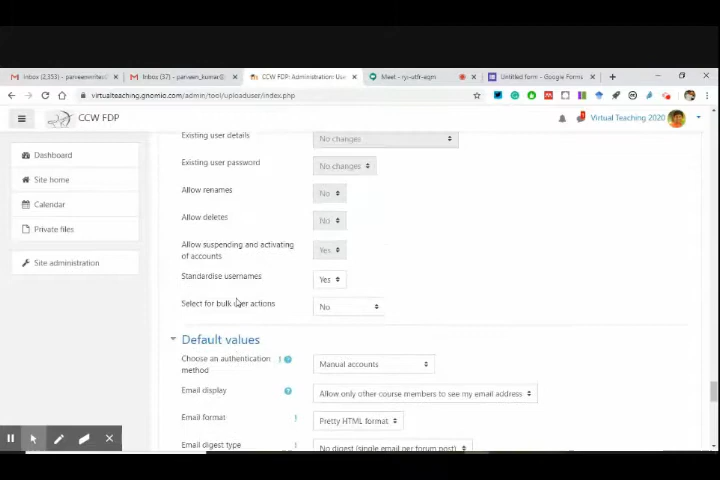 Inbox (2,353) - parveenwrites
Inbox (37) - parveen_kumar@
CCW FDP: Administration: Use
Meet - ryi-utfr-egm
Untitled form - Google Forms
virtualteaching.gnomio.com/admin/tool/uploaduser/index.php
CCW FDP
Virtual Teaching 2020
Dashboard
Site home
Calendar
Private files
Site administration
Existing user details No changes
Existing user password No changes
Allow renames No
Allow deletes No
Allow suspending and activating of accounts Yes
Standardise usernames Yes
Select for bulk user actions No
Default values
Choose an authentication method Manual accounts
Email display Allow only other course members to see my email address
Email format Pretty HTML format
Email digest type No digest (single email per forum post)